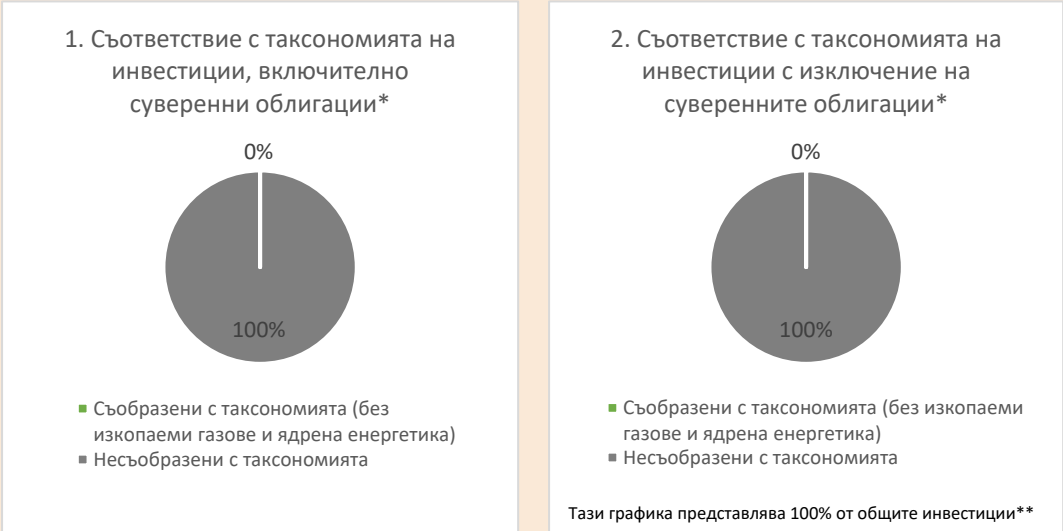 1. Съответствие с таксономията на
инвестиции, включително
суверенни облигации*
0%
100%
Съобразени с таксономията (без
изкопаеми газове и ядрена енергетика)
Несъобразени с таксономията
2. Съответствие с таксономията на
инвестиции с изключение на
суверенните облигации*
0%
100%
Съобразени с таксономията (без изкопаеми
газове и ядрена енергетика)
Несъобразени с таксономията
Тази графика представлява 100% от общите инвестиции**